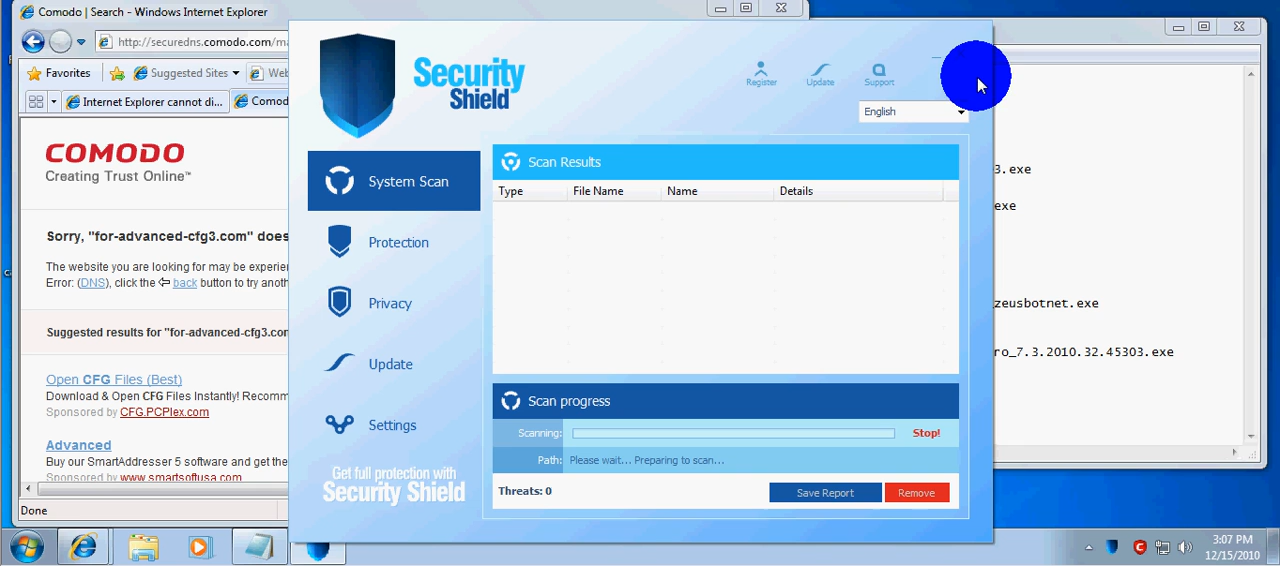 Comodo | Search - Windows Internet Explorer
http://securedns.comodo.com/ma
Favorites
Suggested Sites
Web
Internet Explorer cannot di...
Comod
COMODO
Creating Trust Online™
Sorry, "for-advanced-cfg3.com" does
The website you are looking for may be experie
Error: (DNS), click the back button to try anoth
Suggested results for "for-advanced-cfg3.con
Open CFG Files (Best)
Download & Open CFG Files Instantly! Recomm
Sponsored by CFG.PCPlex.com
Advanced
Buy our SmartAddresser 5 software and get the
Sponsored by www.smartsoftusa.com
Done
Security
Shield
Register
Update
Support
English
System Scan
Protection
Privacy
Update
Settings
Get full protection with
Security Shield
Scan Results
Type File Name Name Details
Scan progress
Scanning: Stop!
Path: Please wait... Preparing to scan...
Threats: 0
Save Report
Remove
3.exe
exe
zeusbotnet.exe
ro_7.3.2010.32.45303.exe
3:07 PM
12/15/2010